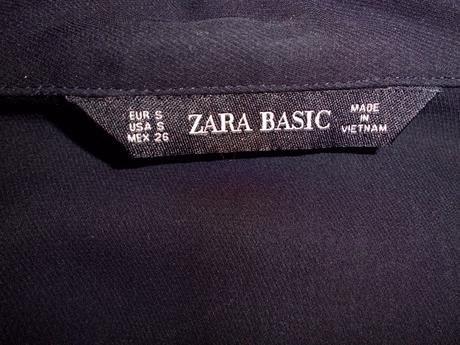 EUR S
USA S
MEX 26
ZARA BASIC
MADE
IN
VIETNAM